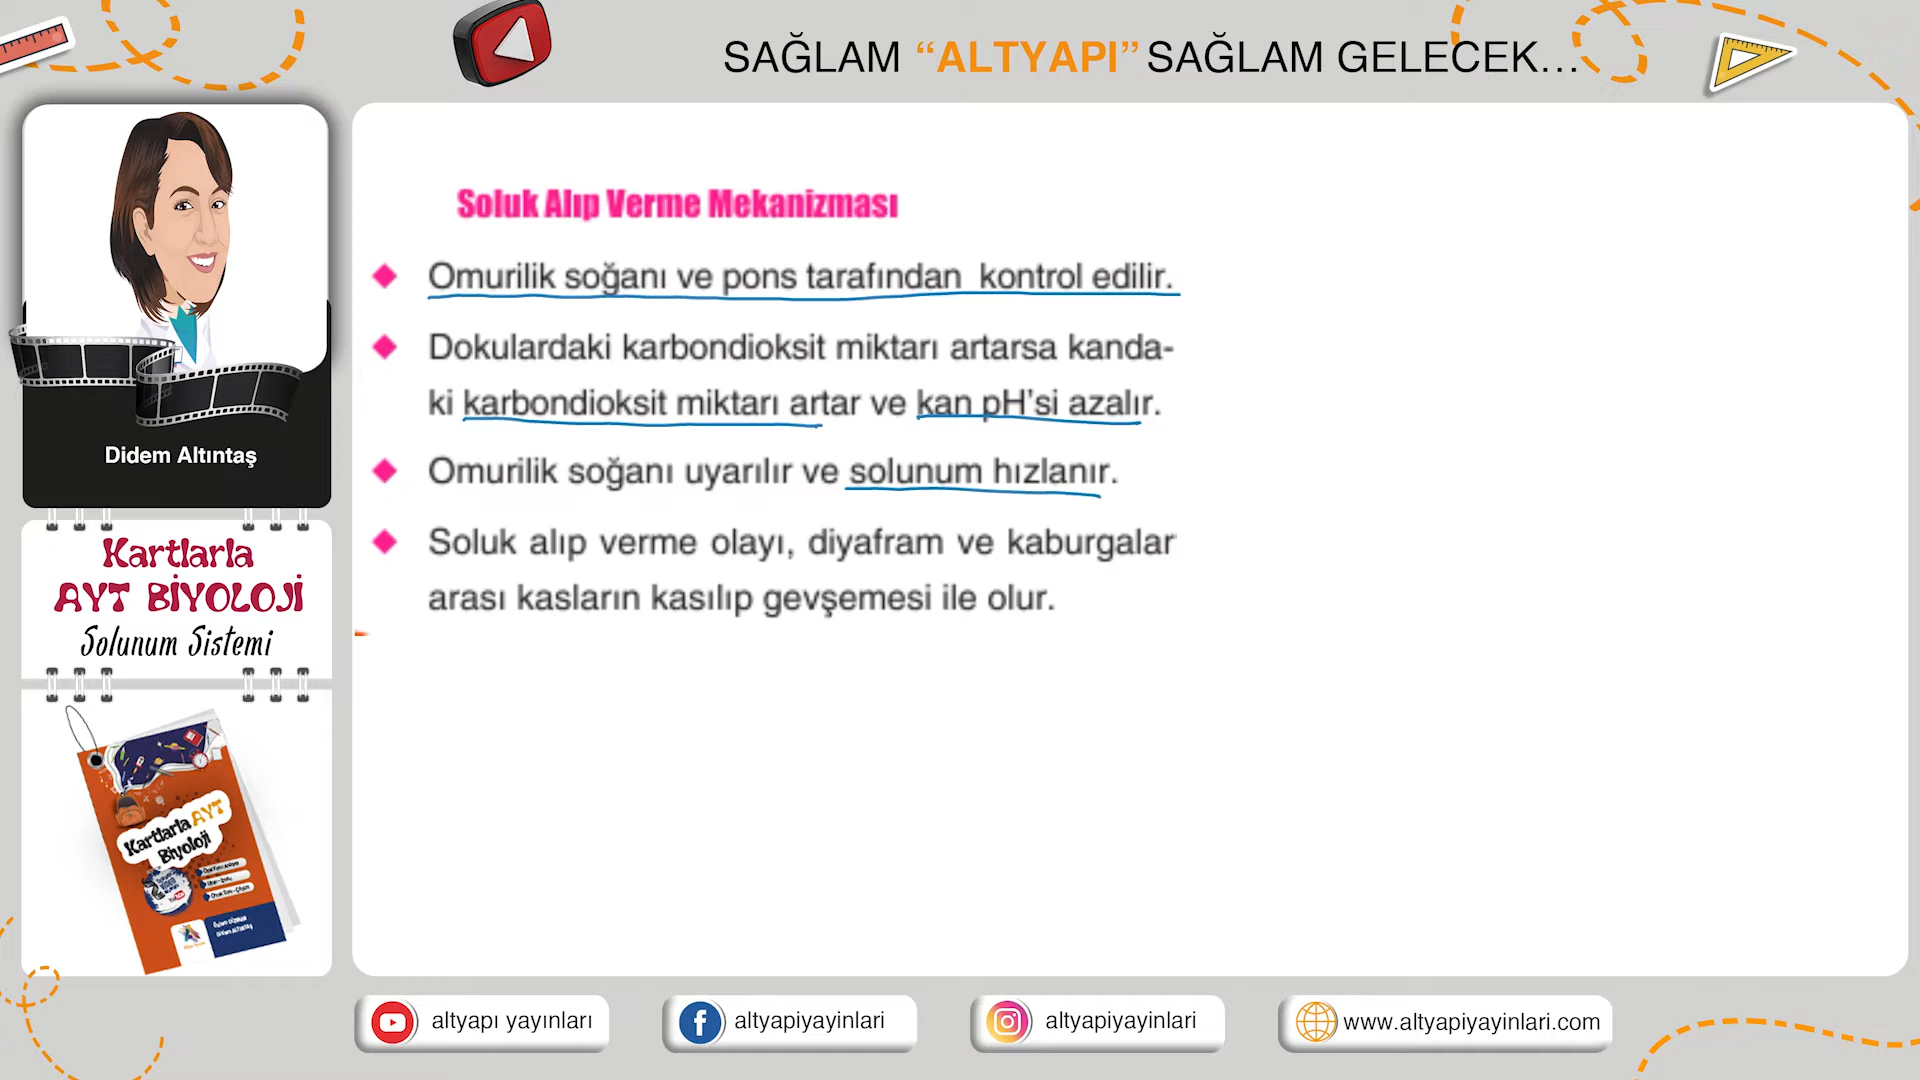 SAĞLAM “ALTYAPI” SAĞLAM GELECEK...
Soluk Alıp Verme Mekanizması
Omurilik soğanı ve pons tarafından kontrol edilir.
Dokulardaki karbondioksit miktarı artarsa kanda-
ki karbondioksit miktarı artar ve kan pH’si azalır.
Omurilik soğanı uyarılır ve solunum hızlanır.
Soluk alıp verme olayı, diyafram ve kaburgalar
arası kasların kasılıp gevşemesi ile olur.
Didem Altıntaş
Kartlarla
AYT BİYOLOJİ
Solunum Sistemi
Kartlarla AYT
Biyoloji
altyapı yayınları
altyapiyayinlari
altyapiyayinlari
www.altyapiyayinlari.com